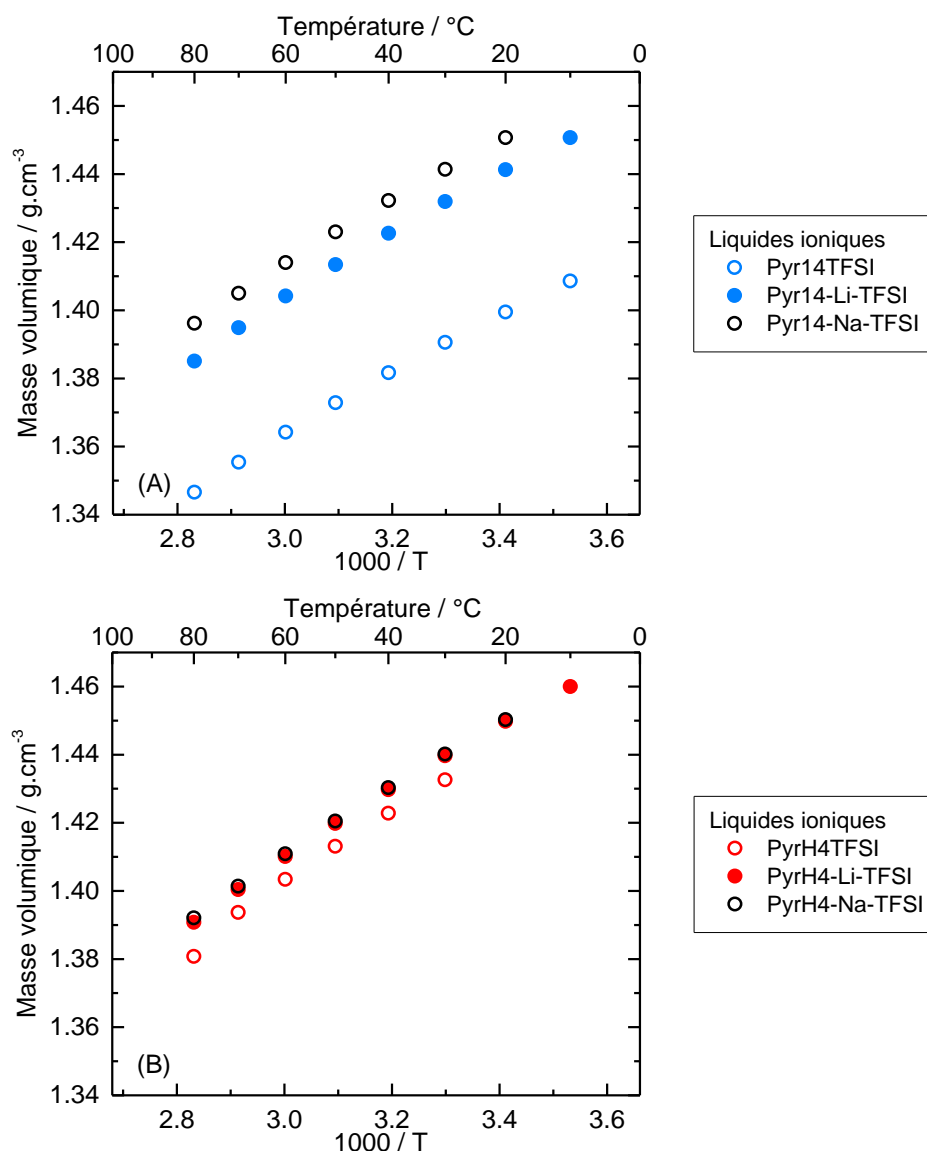 Température / °C
100 80 60 40 20 0
1.46
1.44
1.42
1.40
1.38
1.36
1.34
Masse volumique / g.cm-3
(A)
2.8 3.0 3.2 3.4 3.6
1000 / T
Liquides ioniques
Pyr14TFSI
Pyr14-Li-TFSI
Pyr14-Na-TFSI
Température / °C
100 80 60 40 20 0
1.46
1.44
1.42
1.40
1.38
1.36
1.34
Masse volumique / g.cm-3
(B)
2.8 3.0 3.2 3.4 3.6
1000 / T
Liquides ioniques
PyrH4TFSI
PyrH4-Li-TFSI
PyrH4-Na-TFSI